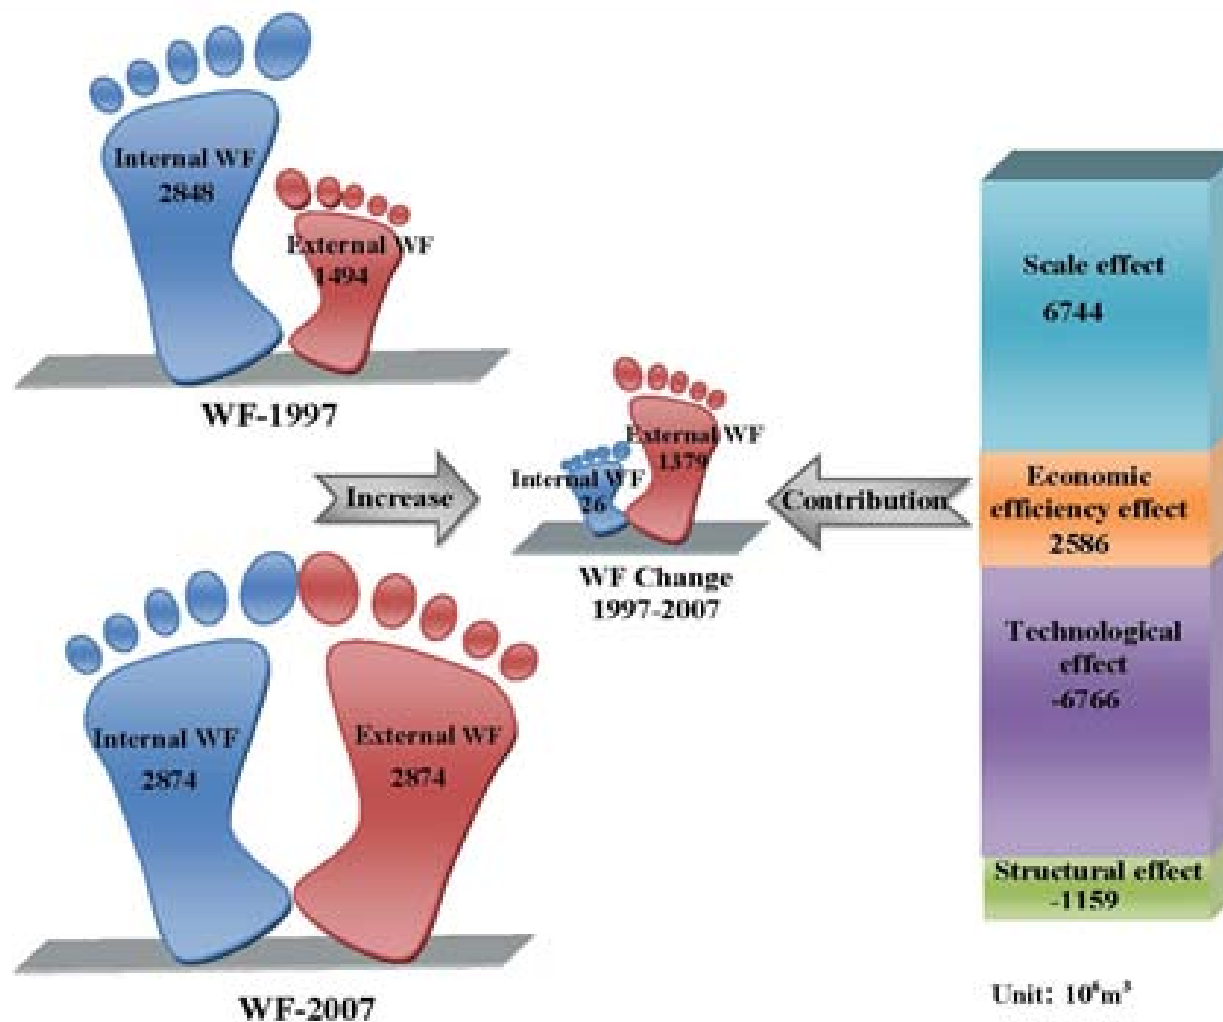 Internal WF
2848
External WF
1494
WF-1997
Increase
External WF
1379
Internal WF
26
WF Change
1997-2007
Contribution
Internal WF
2874
External WF
2874
WF-2007
Scale effect
6744
Economic
efficiency effect
2586
Technological
effect
-6766
Structural effect
-1159
Unit: 10⁶m³